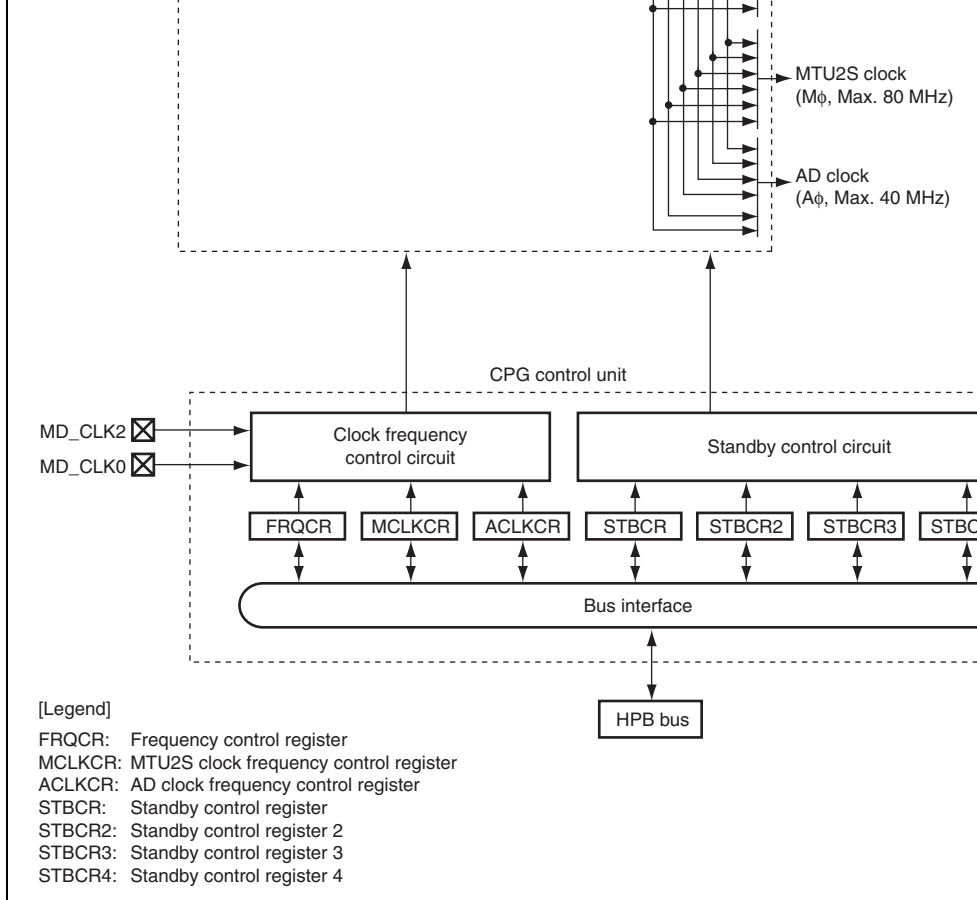 MTU2S clock
(Mϕ, Max. 80 MHz)
AD clock
(Aϕ, Max. 40 MHz)
CPG control unit
MD_CLK2
MD_CLK0
Clock frequency
control circuit
Standby control circuit
FRQCR
MCLKCR
ACLKCR
STBCR
STBCR2
STBCR3
STBC
Bus interface
HPB bus
[Legend]
FRQCR: Frequency control register
MCLKCR: MTU2S clock frequency control register
ACLKCR: AD clock frequency control register
STBCR: Standby control register
STBCR2: Standby control register 2
STBCR3: Standby control register 3
STBCR4: Standby control register 4